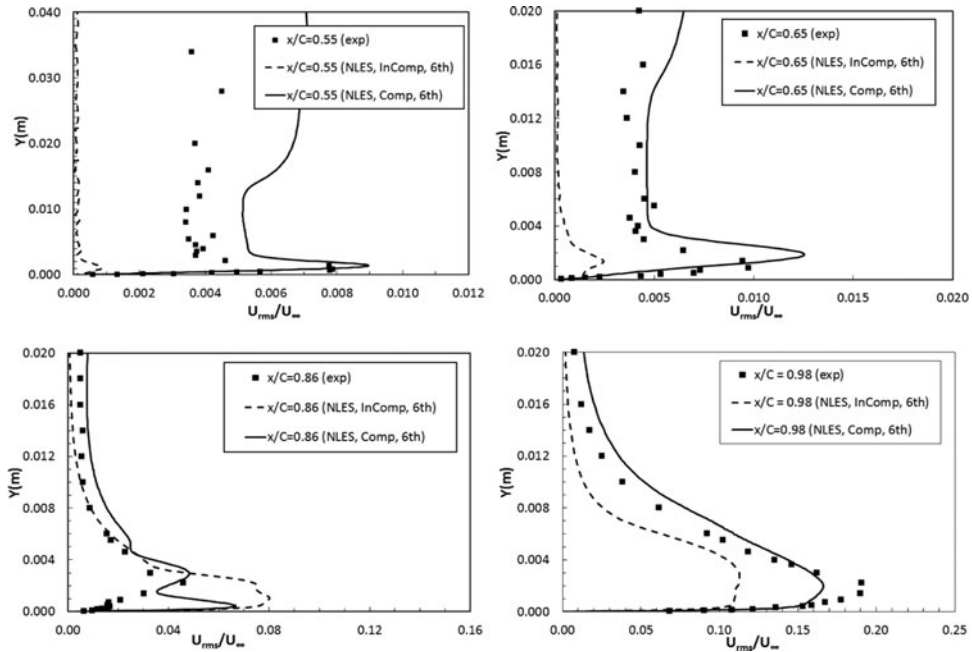 0.040
0.030
0.020
0.010
0.000
Y(m)
x/C=0.55 (exp)
x/C=0.55 (NLES, InComp, 6th)
x/C=0.55 (NLES, Comp, 6th)
0.000 0.002 0.004 0.006 0.008 0.010 0.012
Urms/U∞
0.020
0.016
0.012
0.008
0.004
0.000
Y(m)
x/C=0.65 (exp)
x/C=0.65 (NLES, InComp, 6th)
x/C=0.65 (NLES, Comp, 6th)
0.000 0.005 0.010 0.015 0.020
Urms/U∞
0.020
0.016
0.012
0.008
0.004
0.000
Y(m)
x/C=0.86 (exp)
x/C=0.86 (NLES, InComp, 6th)
x/C=0.86 (NLES, Comp, 6th)
0.00 0.04 0.08 0.12 0.16
Urms/U∞
0.020
0.016
0.012
0.008
0.004
0.000
Y(m)
x/C = 0.98 (exp)
x/C = 0.98 (NLES, InComp, 6th)
x/C=0.98 (NLES, Comp, 6th)
0.00 0.05 0.10 0.15 0.20 0.25
Urms/U∞